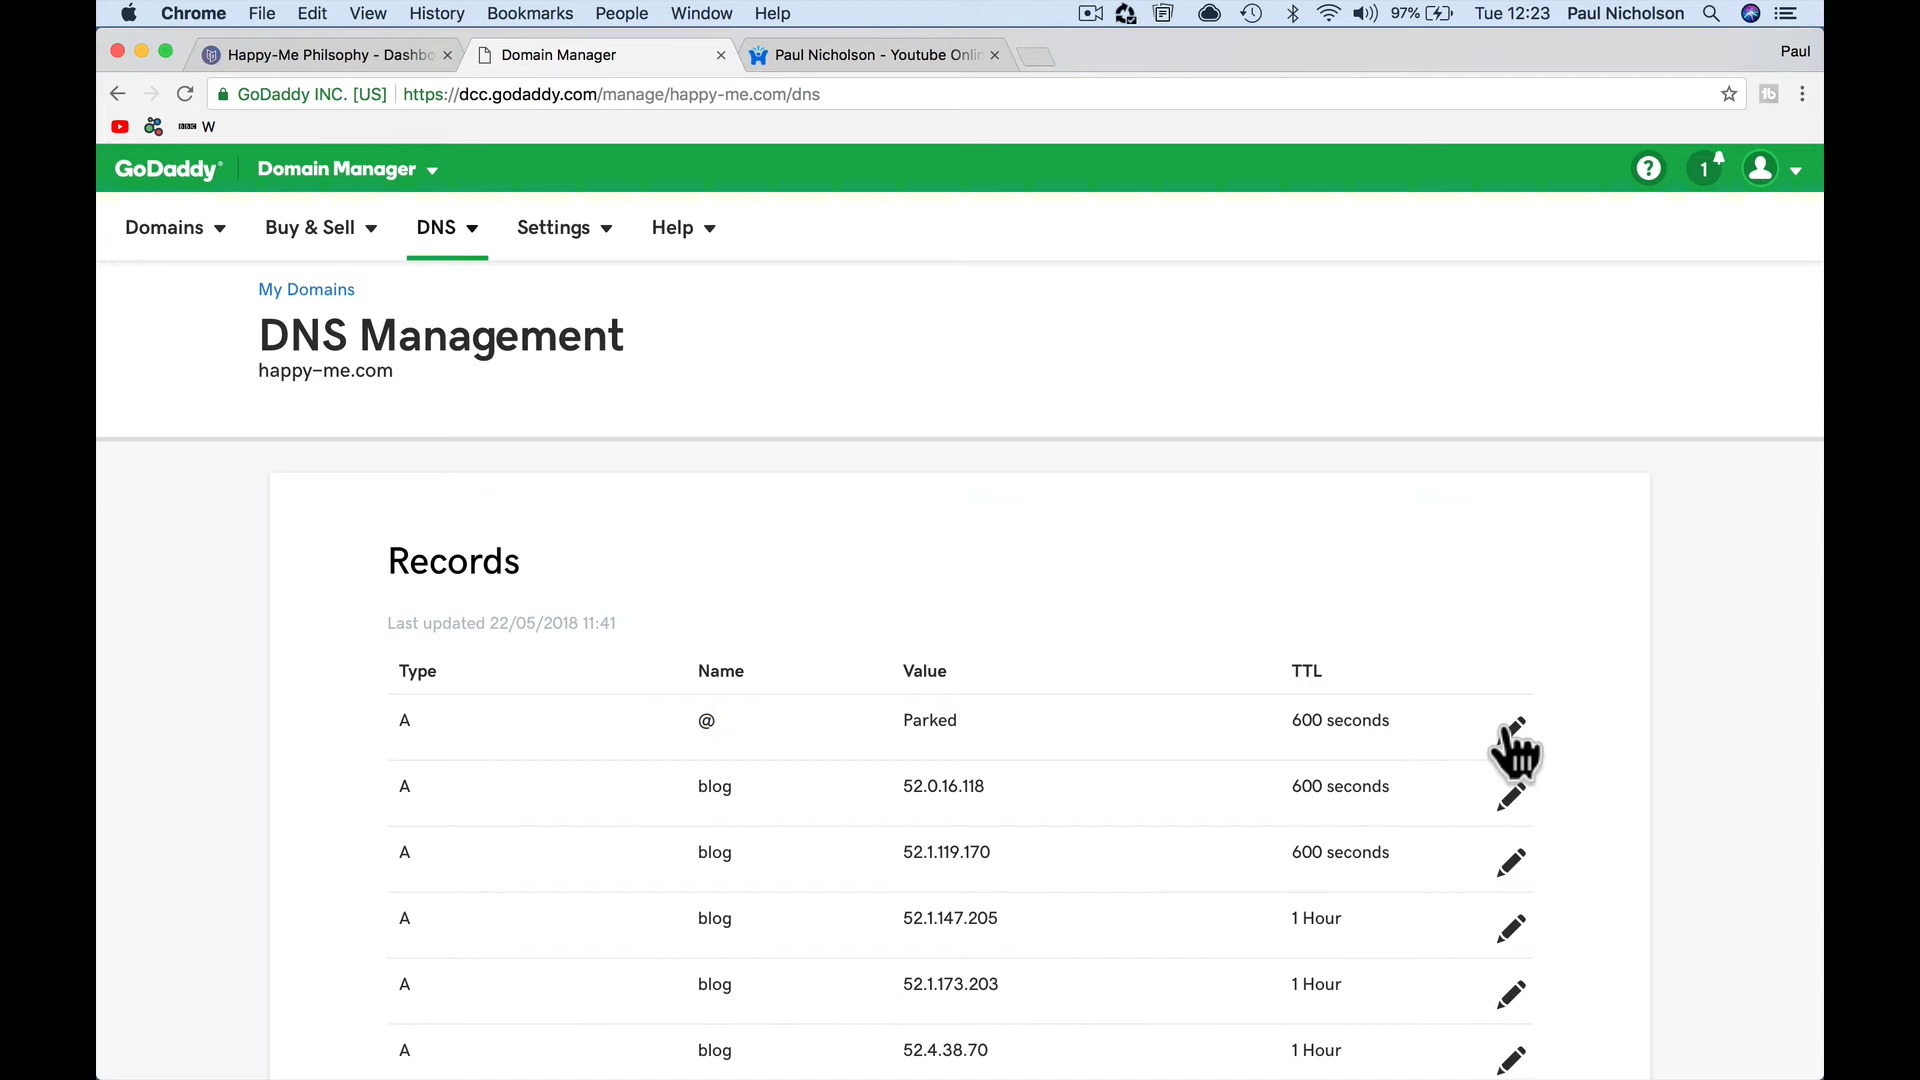 Chrome File Edit View History Bookmarks People Window Help 97% Tue 12:23 Paul Nicholson
Happy-Me Philsophy - Dashbo Domain Manager Paul Nicholson - Youtube Onli Paul
GoDaddy INC. [US] https://dcc.godaddy.com/manage/happy-me.com/dns
BBC W
GoDaddy Domain Manager ? 1
Domains Buy & Sell DNS Settings Help
My Domains
DNS Management
happy-me.com
Records
Last updated 22/05/2018 11:41
Type Name Value TTL
A @ Parked 600 seconds
A blog 52.0.16.118 600 seconds
A blog 52.1.119.170 600 seconds
A blog 52.1.147.205 1 Hour
A blog 52.1.173.203 1 Hour
A blog 52.4.38.70 1 Hour